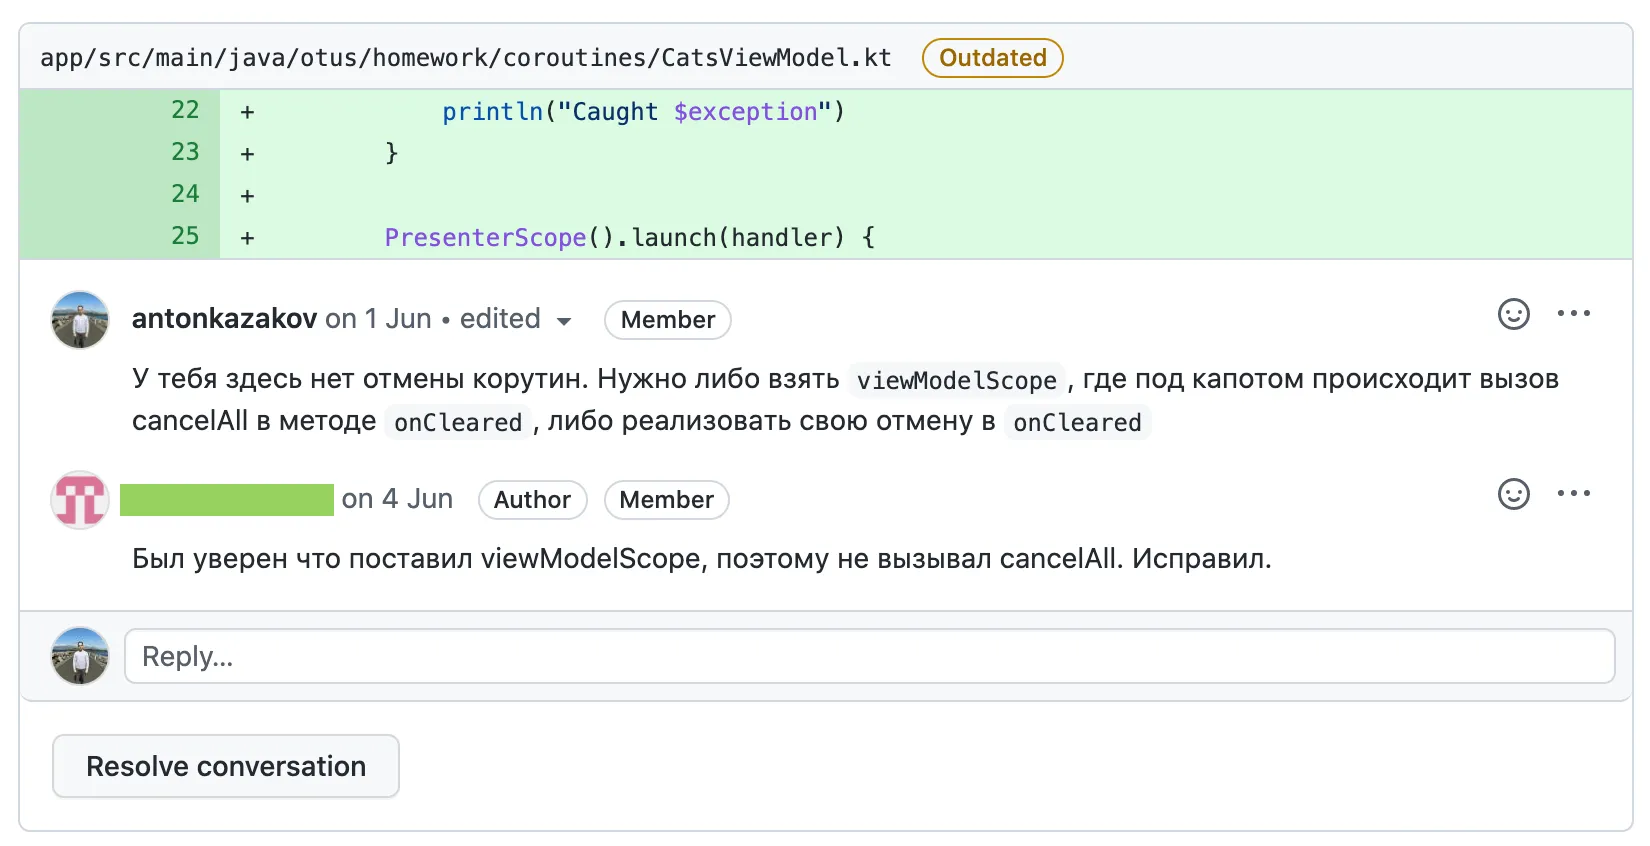 app/src/main/java/otus/homework/coroutines/CatsViewModel.kt Outdated
22 + println("Caught $exception")
23 + }
24 +
25 + PresenterScope().launch(handler) {
antonkazakov on 1 Jun • edited Member
У тебя здесь нет отмены корутин. Нужно либо взять viewModelScope, где под капотом происходит вызов
cancelAll в методе onCleared, либо реализовать свою отмену в onCleared
on 4 Jun Author Member
Был уверен что поставил viewModelScope, поэтому не вызывал cancelAll. Исправил.
Reply...
Resolve conversation